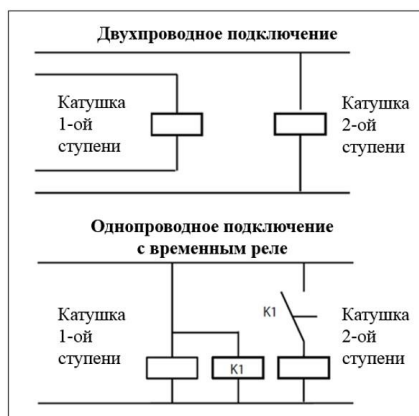 Двухпроводное подключение
Катушка
1-ой
ступени
Катушка
2-ой
ступени
Однопроводное подключение
с временным реле
Катушка
1-ой
ступени
K1
K1
Катушка
2-ой
ступени